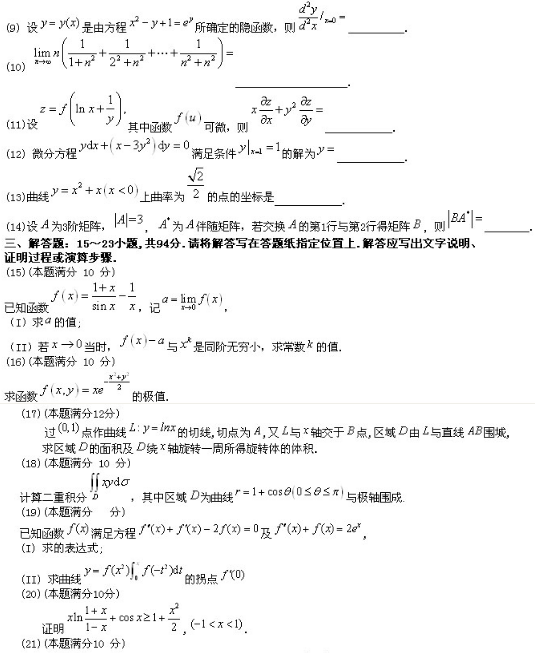 (9) 设 y = y(x) 是由方程 x² − y + 1 = eʸ 所确定的隐函数，则 d²y/d²x |ₓ₌₀ = ________.
(10) lim_{x→∞} n(1/(1+n²) + 1/(2²+n²) + ⋯ + 1/(n²+n²)) = ________.
(11)设 z = f(ln x + 1/y), 其中函数 f(u) 可微，则 x ∂z/∂x + y² ∂z/∂y = ________.
(12) 微分方程 ydx + (x − 3y²)dy = 0 满足条件 y|ₓ₌₁ = 1 的解为 y = ________.
(13)曲线 y = x² + x (x < 0) 上曲率为 √2/2 的点的坐标是________.
(14)设 A 为3阶矩阵，|A|=3，A* 为 A 伴随矩阵，若交换 A 的第1行与第2行得矩阵 B，则 |BA*| = ________.
三、解答题：15～23小题,共94分.请将解答写在答题纸指定位置上.解答应写出文字说明、
证明过程或演算步骤.
(15)(本题满分 10 分)
已知函数 f(x) = (1+x)/sin x − 1/x，记 a = lim_{x→0} f(x)，
(I) 求 a 的值;
(II) 若 x → 0 当时，f(x) − a 与 xᵏ 是同阶无穷小，求常数 k 的值.
(16)(本题满分 10 分)
求函数 f(x,y) = xe^{−(x²+y²)/2} 的极值.
(17)(本题满分12分)
过 (0,1) 点作曲线 L: y = lnx 的切线,切点为 A,又 L 与 x 轴交于 B 点,区域 D 由 L 与直线 AB 围城,
求区域 D 的面积及 D 绕 x 轴旋转一周所得旋转体的体积.
(18)(本题满分 10 分)
计算二重积分 ∬_D xydσ，其中区域 D 为曲线 r = 1 + cosθ (0 ≤ θ ≤ π) 与极轴围成.
(19)(本题满分 分)
已知函数 f(x) 满足方程 f″(x) + f′(x) − 2f(x) = 0 及 f″(x) + f(x) = 2eˣ,
(I) 求的表达式;
(II) 求曲线 y = f(x²)∫₀ f(−t²)dt 的拐点 f′(0)
(20)(本题满分10分)
证明 xln (1+x)/(1−x) + cos x ≥ 1 + x²/2, (−1 < x < 1).
(21)(本题满分10 分)